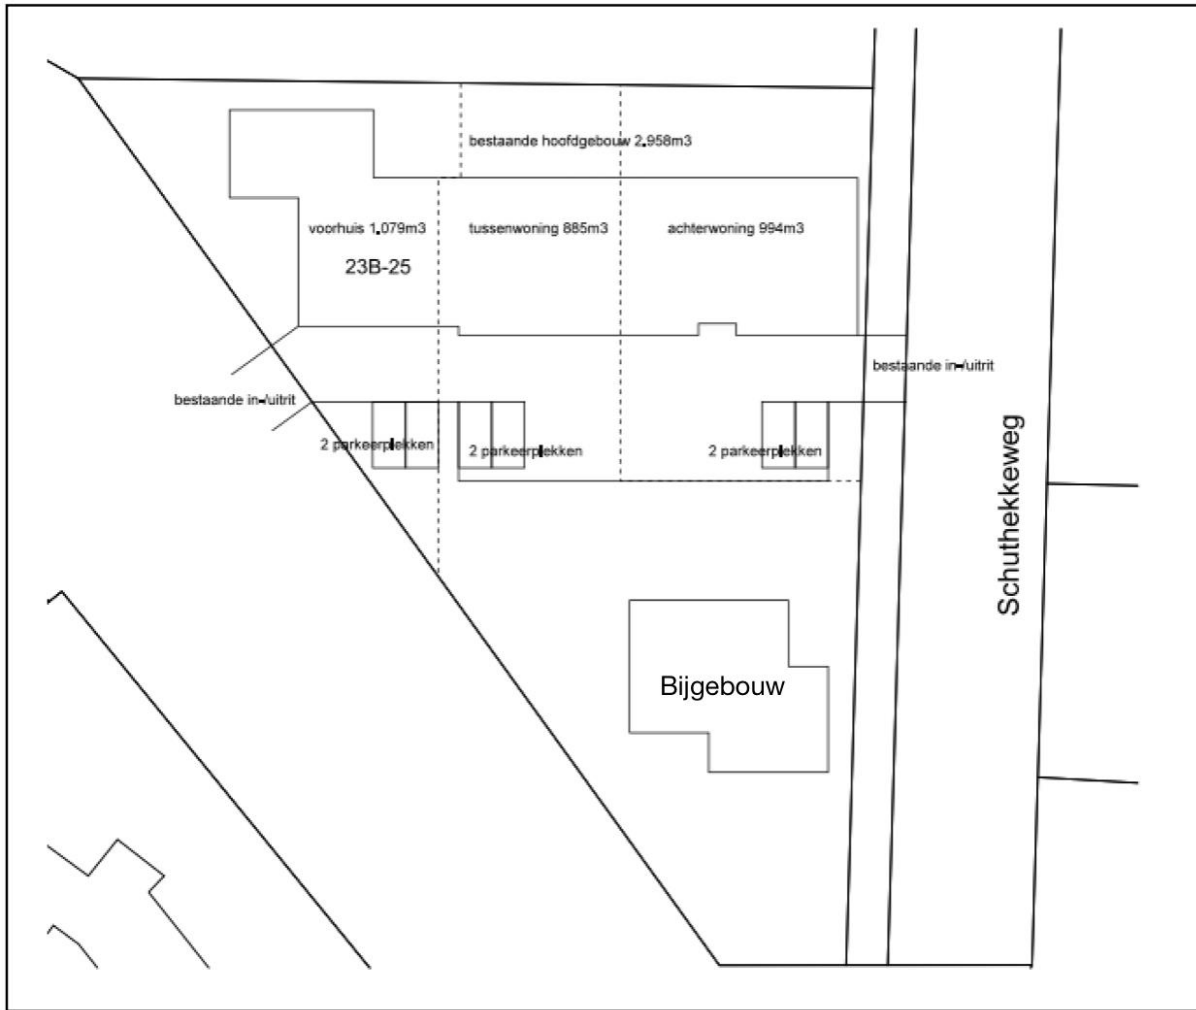 bestaande hoofdgebouw 2.958m3
voorhuis 1.079m3
tussenwoning 885m3
achterwoning 994m3
23B-25
bestaande in-/uitrit
bestaande in-/uitrit
2 parkeerplekken
2 parkeerplekken
2 parkeerplekken
Schuthekkeweg
Bijgebouw